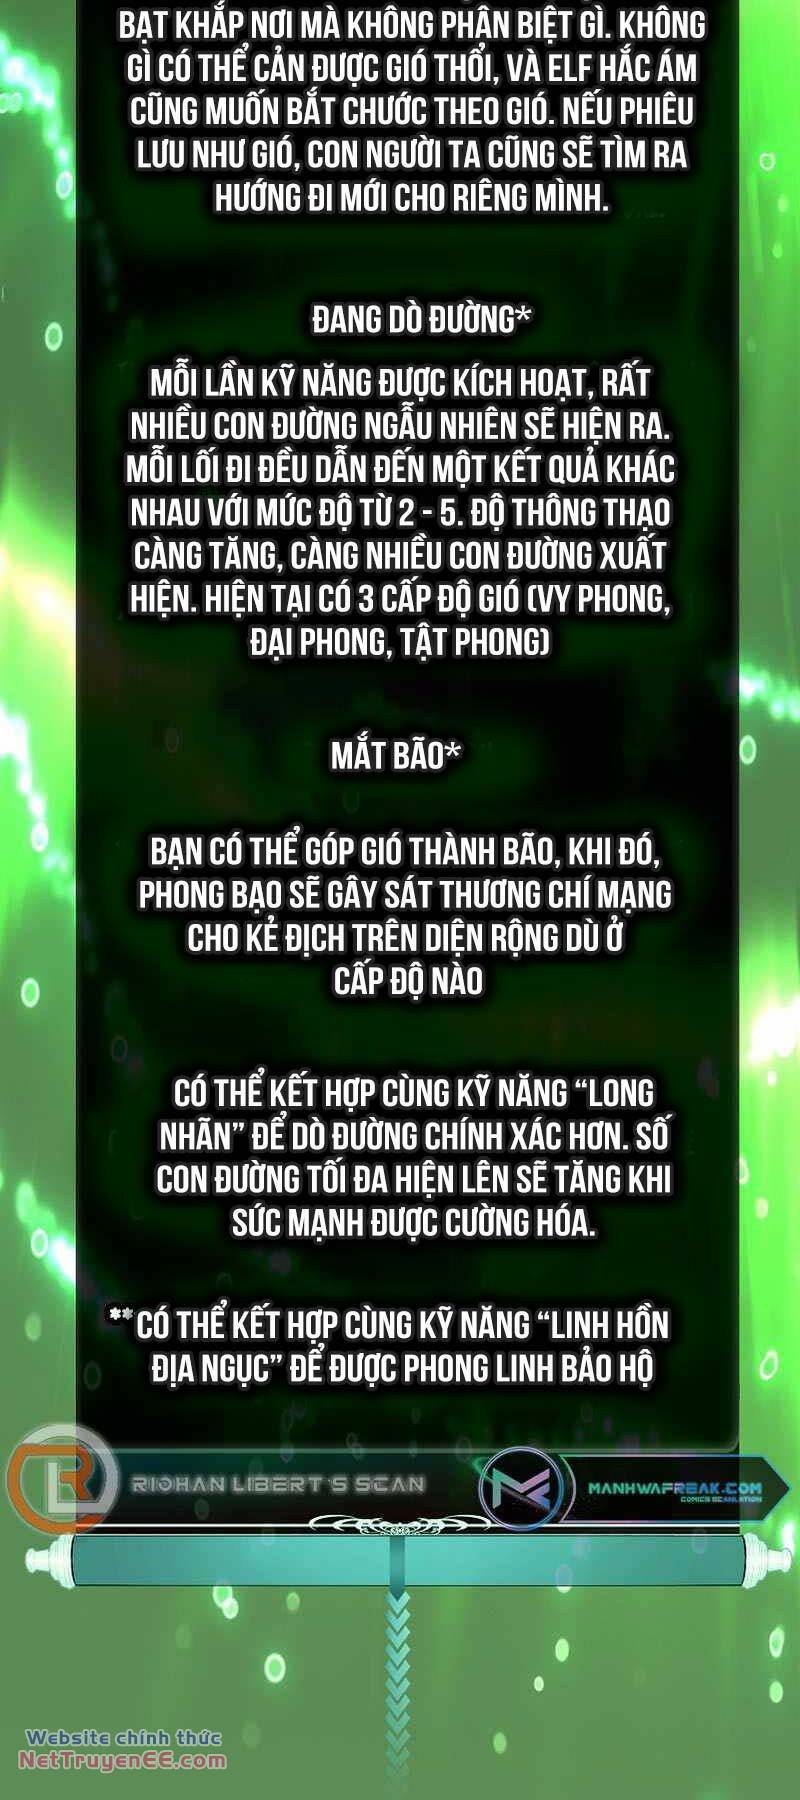 BẠT KHẮP NƠI MÀ KHÔNG PHÂN BIỆT GÌ. KHÔNG
GÌ CÓ THỂ CẢN ĐƯỢC GIÓ THỔI, VÀ ELF HẮC ÁM
CŨNG MUỐN BẮT CHƯỚC THEO GIÓ. NẾU PHIÊU
LƯU NHƯ GIÓ, CON NGƯỜI TA CŨNG SẼ TÌM RA
HƯỚNG ĐI MỚI CHO RIÊNG MÌNH.
ĐANG DÒ ĐƯỜNG*
MỖI LẦN KỸ NĂNG ĐƯỢC KÍCH HOẠT, RẤT
NHIỀU CON ĐƯỜNG NGẪU NHIÊN SẼ HIỆN RA.
MỖI LỐI ĐI ĐỀU DẪN ĐẾN MỘT KẾT QUẢ KHÁC
NHAU VỚI MỨC ĐỘ TỪ 2 - 5. ĐỘ THÔNG THẠO
CÀNG TĂNG, CÀNG NHIỀU CON ĐƯỜNG XUẤT
HIỆN. HIỆN TẠI CÓ 3 CẤP ĐỘ GIÓ (VY PHONG,
ĐẠI PHONG, TẬT PHONG)
MẮT BÃO*
BẠN CÓ THỂ GÓP GIÓ THÀNH BÃO, KHI ĐÓ,
PHONG BẠO SẼ GÂY SÁT THƯƠNG CHÍ MẠNG
CHO KẺ ĐỊCH TRÊN DIỆN RỘNG DÙ Ở
CẤP ĐỘ NÀO
CÓ THỂ KẾT HỢP CÙNG KỸ NĂNG “LONG
NHÃN” ĐỂ DÒ ĐƯỜNG CHÍNH XÁC HƠN. SỐ
CON ĐƯỜNG TỐI ĐA HIỆN LÊN SẼ TĂNG KHI
SỨC MẠNH ĐƯỢC CƯỜNG HÓA.
**CÓ THỂ KẾT HỢP CÙNG KỸ NĂNG “LINH HỒN
ĐỊA NGỤC” ĐỂ ĐƯỢC PHONG LINH BẢO HỘ
RIOHAN LIBERT'S SCAN
MANHWAFREAK.COM
COMICS SCANLATION
Website chính thức
NetTruyenEE.com